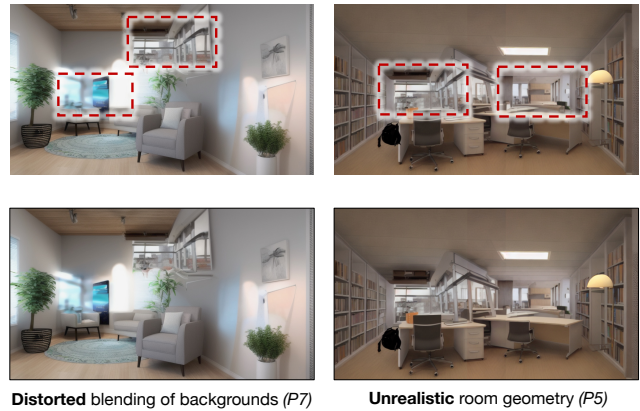 Distorted blending of backgrounds (P7)
Unrealistic room geometry (P5)